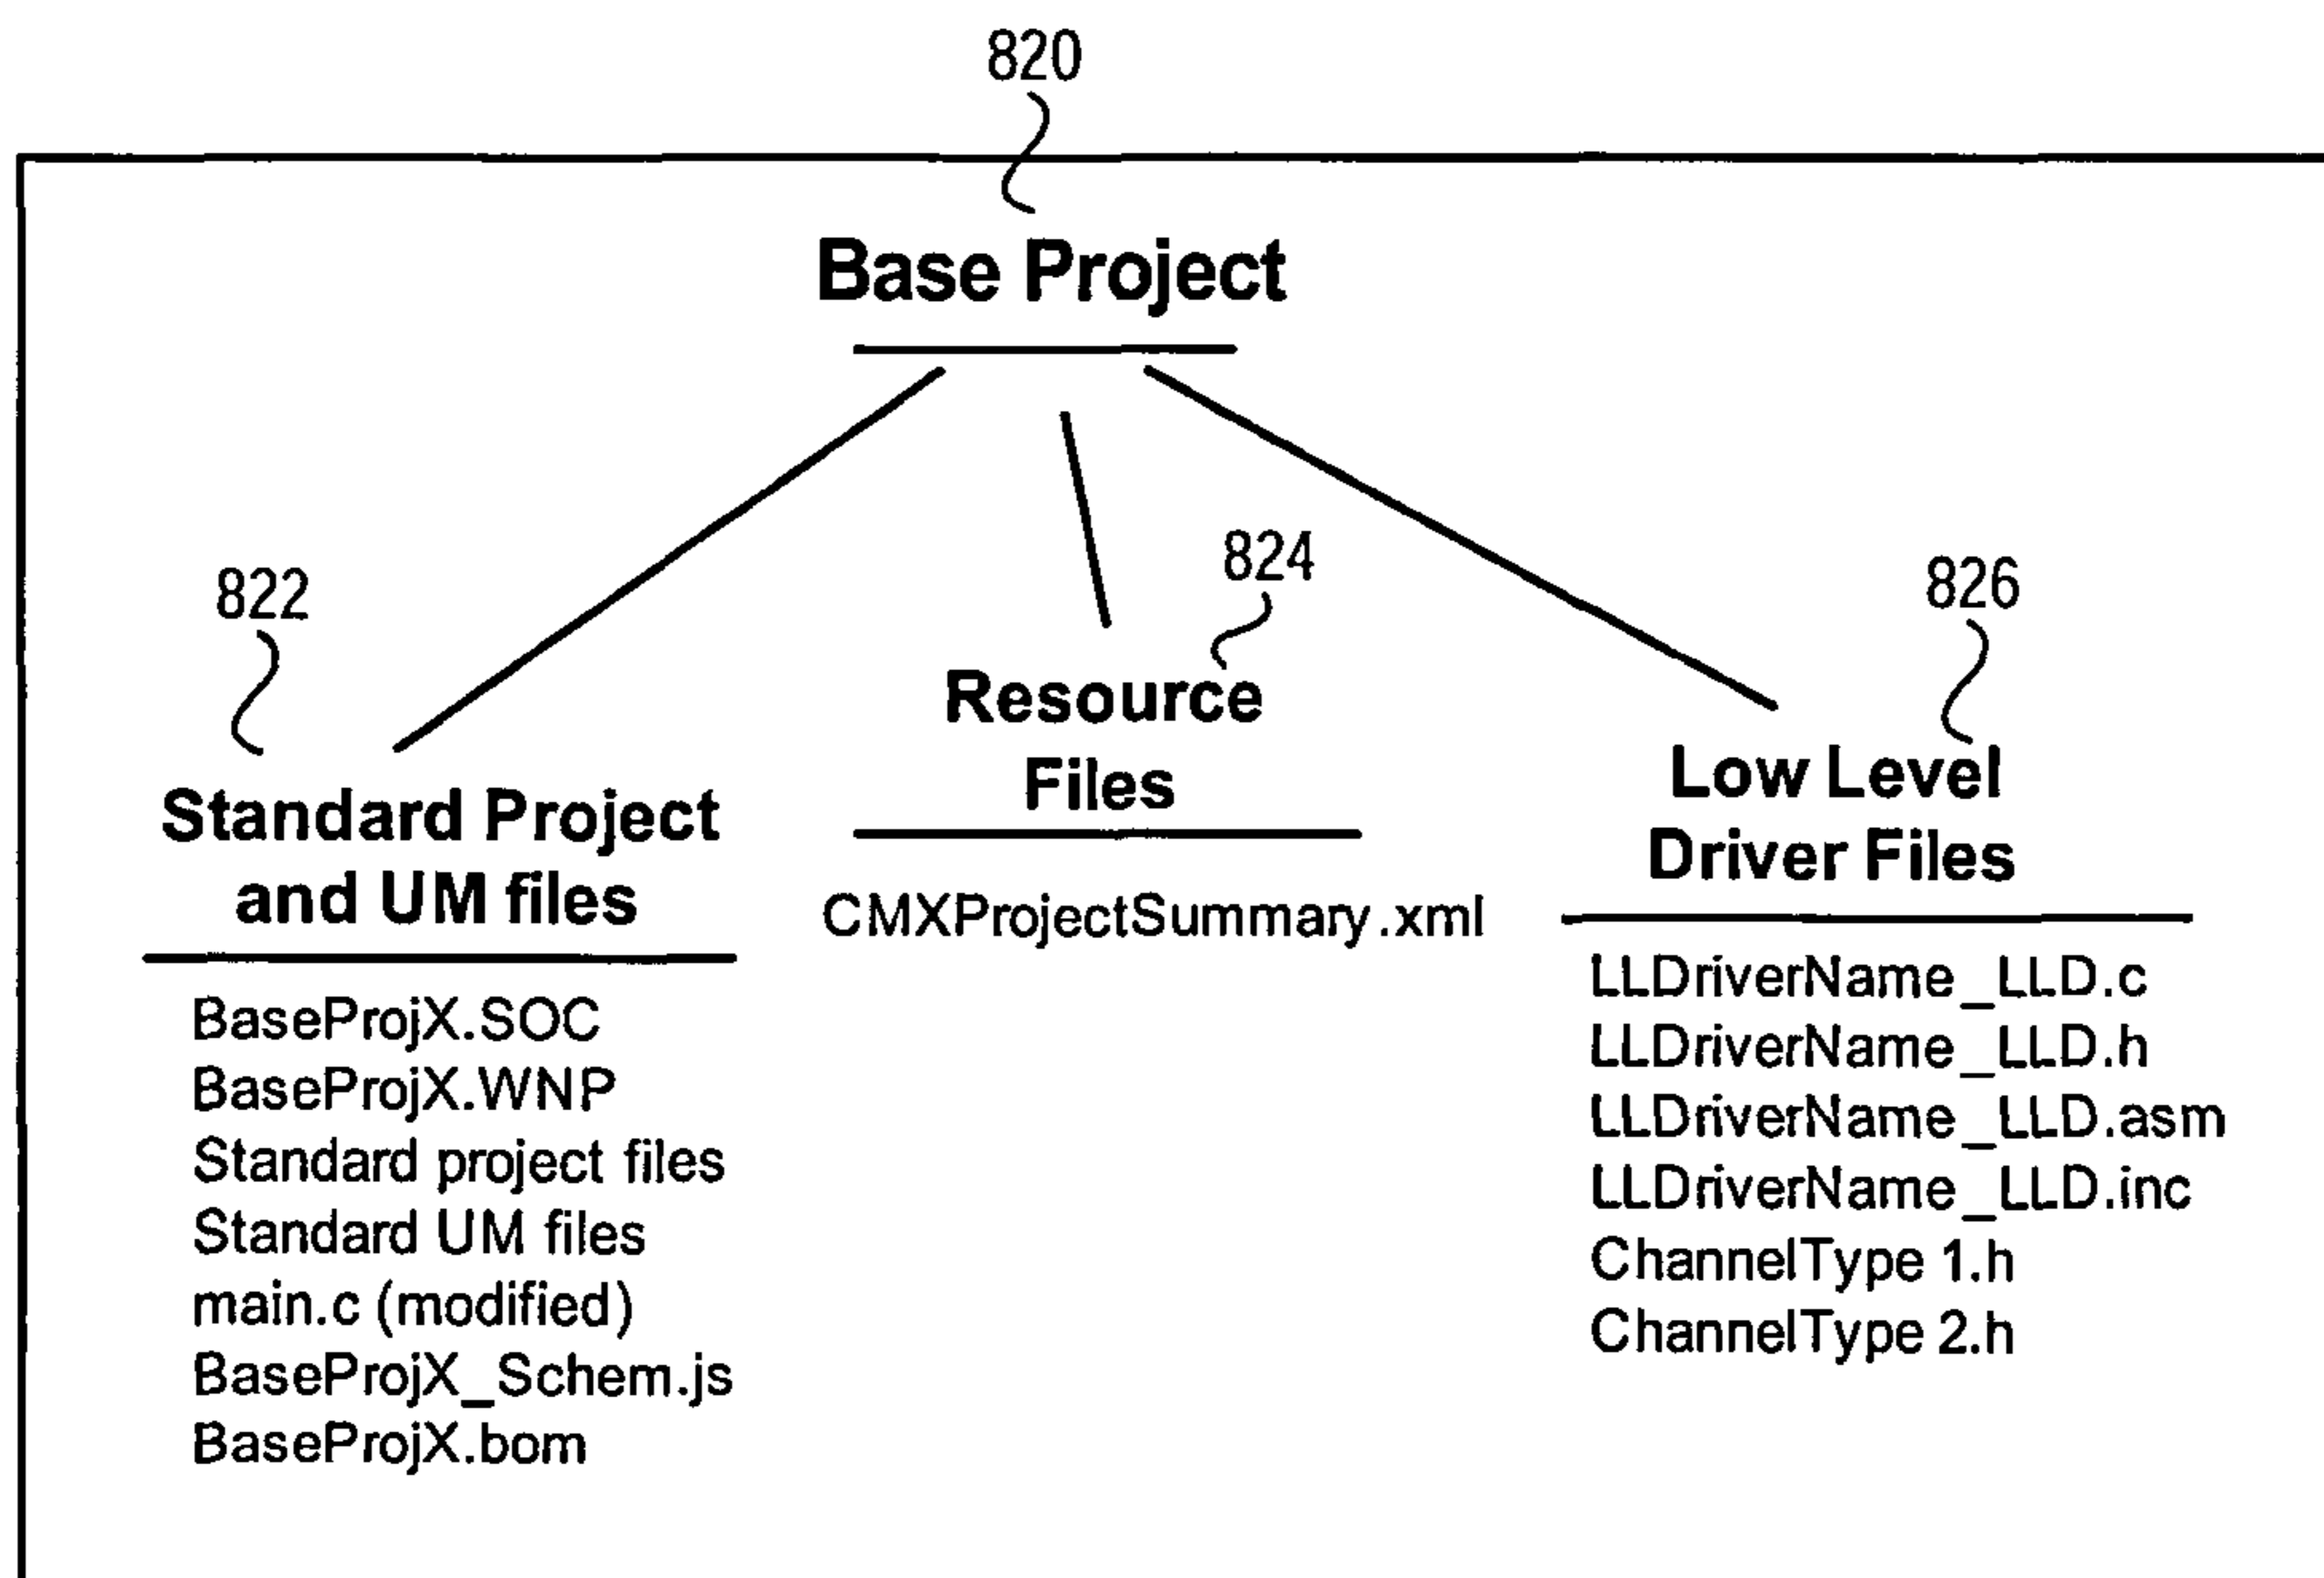 820
Base Project
822
Standard Project
and UM files
BaseProjX.SOC
BaseProjX.WNP
Standard project files
Standard UM files
main.c (modified)
BaseProjX_Schem.js
BaseProjX.bom
824
Resource
Files
CMXProjectSummary.xml
826
Low Level
Driver Files
LLDriverName_LLD.c
LLDriverName_LLD.h
LLDriverName_LLD.asm
LLDriverName_LLD.inc
ChannelType 1.h
ChannelType 2.h